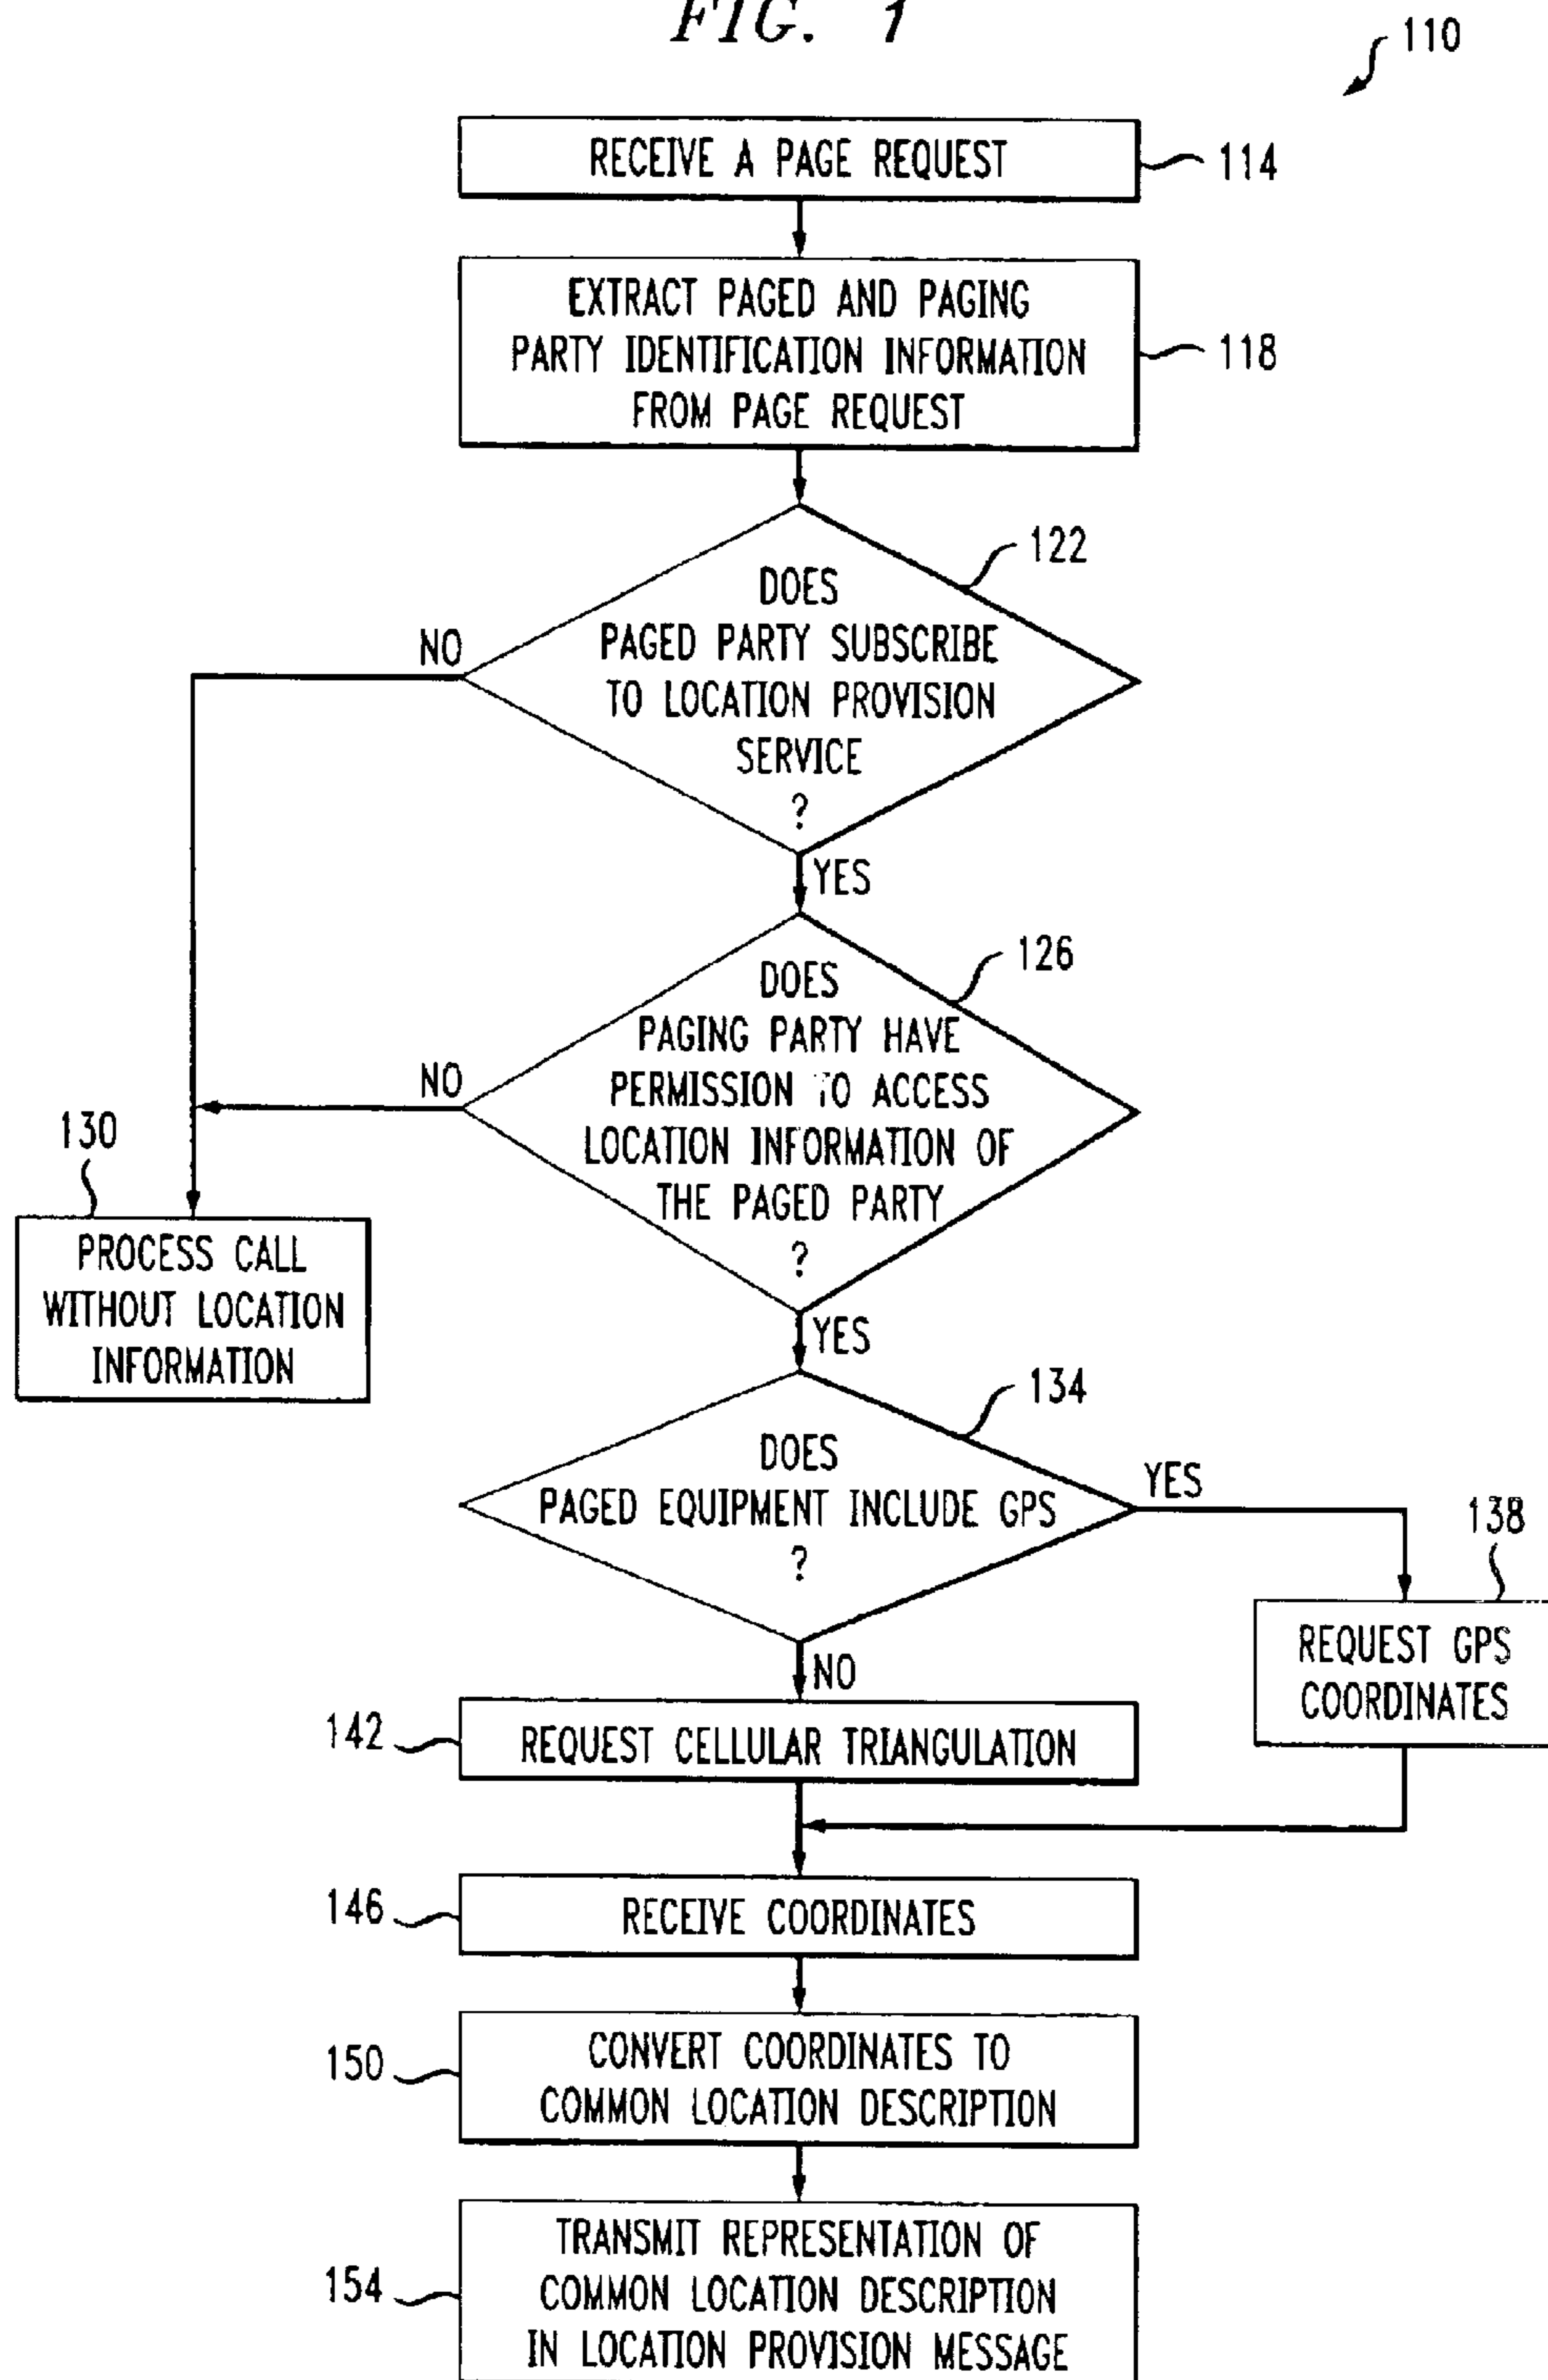 FIG. 1
110
RECEIVE A PAGE REQUEST
114
EXTRACT PAGED AND PAGING
PARTY IDENTIFICATION INFORMATION
FROM PAGE REQUEST
118
122
DOES
PAGED PARTY SUBSCRIBE
TO LOCATION PROVISION
SERVICE
?
NO
YES
126
DOES
PAGING PARTY HAVE
PERMISSION TO ACCESS
LOCATION INFORMATION OF
THE PAGED PARTY
?
NO
YES
130
PROCESS CALL
WITHOUT LOCATION
INFORMATION
134
DOES
PAGED EQUIPMENT INCLUDE GPS
?
YES
NO
138
REQUEST GPS
COORDINATES
142
REQUEST CELLULAR TRIANGULATION
146
RECEIVE COORDINATES
150
CONVERT COORDINATES TO
COMMON LOCATION DESCRIPTION
154
TRANSMIT REPRESENTATION OF
COMMON LOCATION DESCRIPTION
IN LOCATION PROVISION MESSAGE